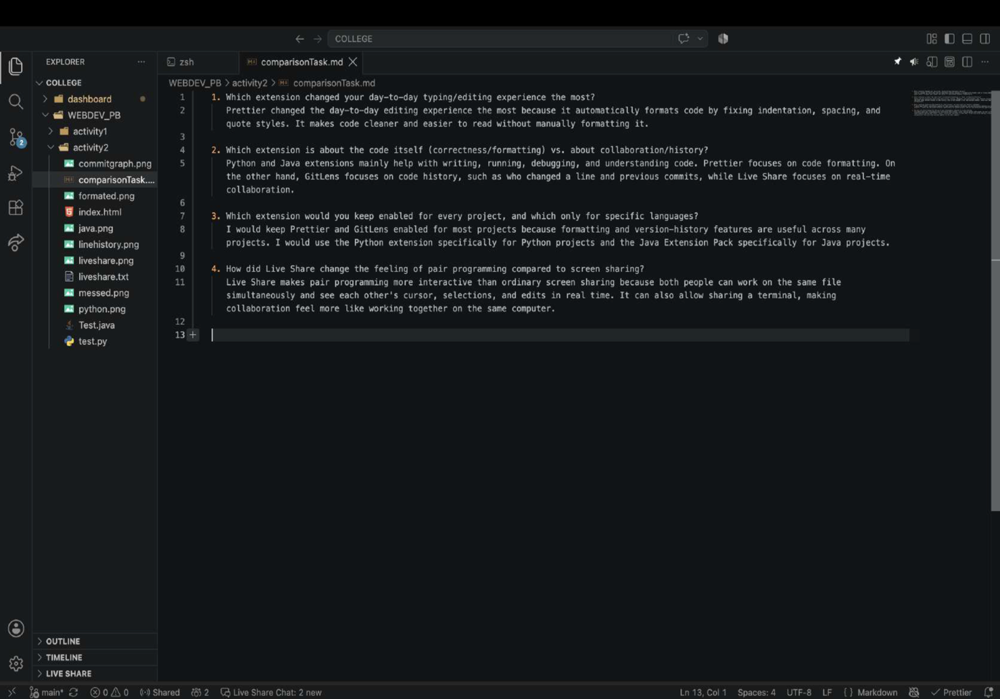 COLLEGE
EXPLORER
zsh
comparisonTask.md
COLLEGE
dashboard
WEBDEV_PB
activity1
activity2
commitgraph.png
comparisonTask....
formated.png
index.html
java.png
linehistory.png
liveshare.png
liveshare.txt
messed.png
python.png
Test.java
test.py
OUTLINE
TIMELINE
LIVE SHARE
WEBDEV_PB > activity2 > comparisonTask.md
1 1. Which extension changed your day-to-day typing/editing experience the most?
2 Prettier changed the day-to-day editing experience the most because it automatically formats code by fixing indentation, spacing, and
quote styles. It makes code cleaner and easier to read without manually formatting it.
3
4 2. Which extension is about the code itself (correctness/formatting) vs. about collaboration/history?
5 Python and Java extensions mainly help with writing, running, debugging, and understanding code. Prettier focuses on code formatting. On
the other hand, GitLens focuses on code history, such as who changed a line and previous commits, while Live Share focuses on real-time
collaboration.
6
7 3. Which extension would you keep enabled for every project, and which only for specific languages?
8 I would keep Prettier and GitLens enabled for most projects because formatting and version-history features are useful across many
projects. I would use the Python extension specifically for Python projects and the Java Extension Pack specifically for Java projects.
9
10 4. How did Live Share change the feeling of pair programming compared to screen sharing?
11 Live Share makes pair programming more interactive than ordinary screen sharing because both people can work on the same file
simultaneously and see each other's cursor, selections, and edits in real time. It can also allow sharing a terminal, making
collaboration feel more like working together on the same computer.
12
13
2
main* 0 0 Shared 2 Live Share Chat: 2 new Ln 13, Col 1 Spaces: 4 UTF-8 LF { } Markdown Prettier